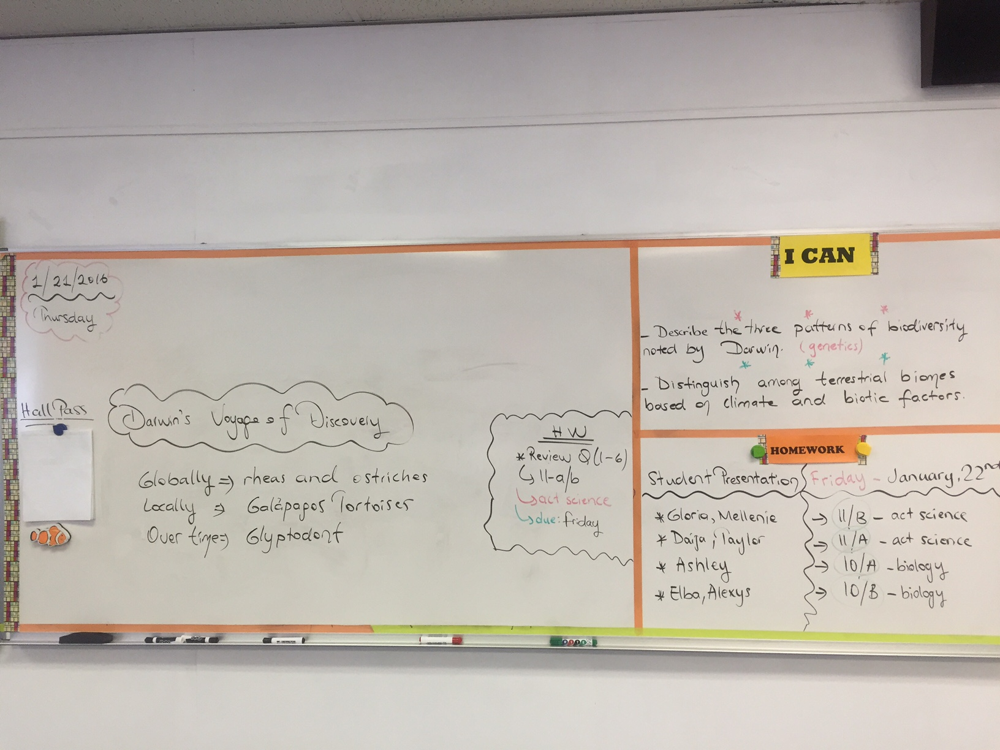 1/21/2016
Thursday
Hall Pass
Darwin's Voyage of Discovery
Globally => rheas and ostriches
Locally => Galápagos Tortoises
Over time => Glyptodont
HW
* Review Q(1-6)
↳ 11-a/b
↳ act science
↳ due: friday
I CAN
- Describe the three patterns of biodiversity
noted by Darwin. (genetics)
- Distinguish among terrestrial biomes
based on climate and biotic factors.
HOMEWORK
Student Presentation Friday - January, 22nd
* Gloria, Mellenie → 11/B - act science
* Daija, Taylor → 11/A - act science
* Ashley → 10/A - biology
* Elba, Alexys → 10/B - biology